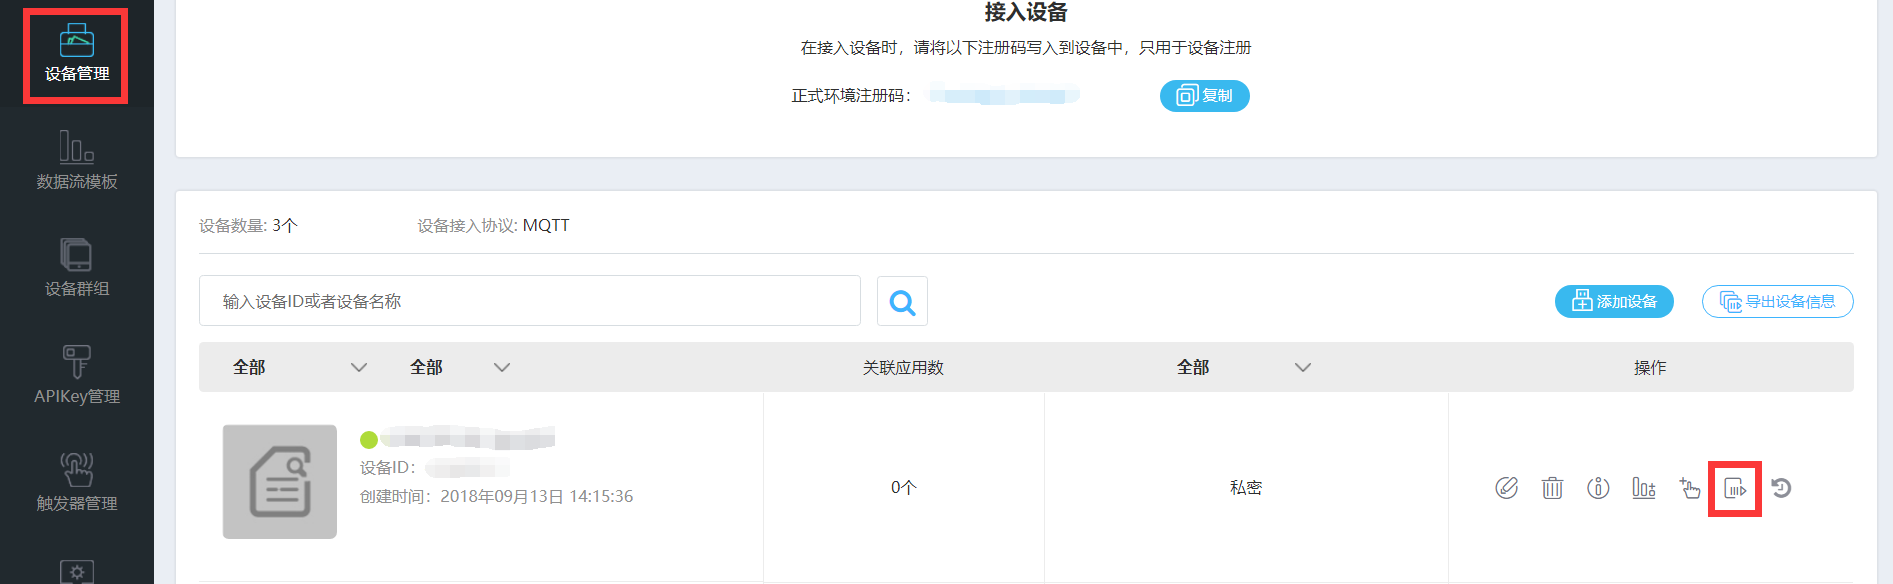 设备管理
数据流模板
设备群组
APIKey管理
触发器管理
接入设备
在接入设备时，请将以下注册码写入到设备中，只用于设备注册
正式环境注册码：
复制
设备数量: 3个
设备接入协议: MQTT
输入设备ID或者设备名称
添加设备
导出设备信息
全部
全部
关联应用数
全部
操作
设备ID：
创建时间：2018年09月13日 14:15:36
0个
私密